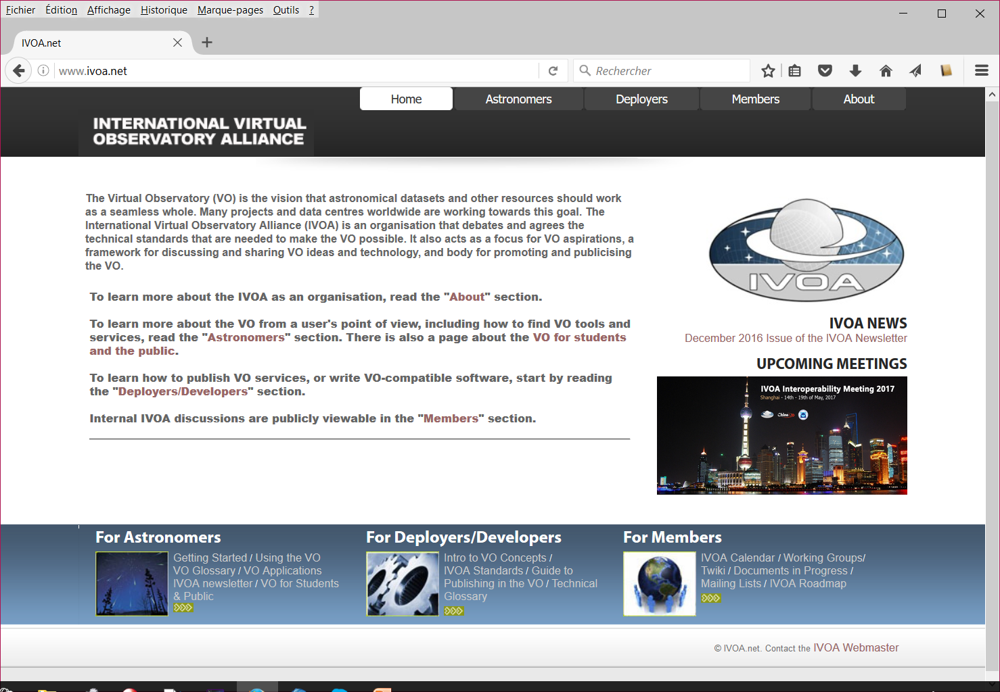 Fichier Édition Affichage Historique Marque-pages Outils ?
IVOA.net
www.ivoa.net
Rechercher
Home Astronomers Deployers Members About
INTERNATIONAL VIRTUAL
OBSERVATORY ALLIANCE
The Virtual Observatory (VO) is the vision that astronomical datasets and other resources should work
as a seamless whole. Many projects and data centres worldwide are working towards this goal. The
International Virtual Observatory Alliance (IVOA) is an organisation that debates and agrees the
technical standards that are needed to make the VO possible. It also acts as a focus for VO aspirations, a
framework for discussing and sharing VO ideas and technology, and body for promoting and publicising
the VO.
To learn more about the IVOA as an organisation, read the "About" section.
To learn more about the VO from a user's point of view, including how to find VO tools and
services, read the "Astronomers" section. There is also a page about the VO for students
and the public.
To learn how to publish VO services, or write VO-compatible software, start by reading
the "Deployers/Developers" section.
Internal IVOA discussions are publicly viewable in the "Members" section.
IVOA
IVOA NEWS
December 2016 Issue of the IVOA Newsletter
UPCOMING MEETINGS
IVOA Interoperability Meeting 2017
Shanghai - 14th - 19th of May, 2017
For Astronomers
Getting Started / Using the VO
VO Glossary / VO Applications
IVOA newsletter / VO for Students
& Public
For Deployers/Developers
Intro to VO Concepts /
IVOA Standards / Guide to
Publishing in the VO / Technical
Glossary
For Members
IVOA Calendar / Working Groups/
Twiki / Documents in Progress /
Mailing Lists / IVOA Roadmap
© IVOA.net. Contact the IVOA Webmaster